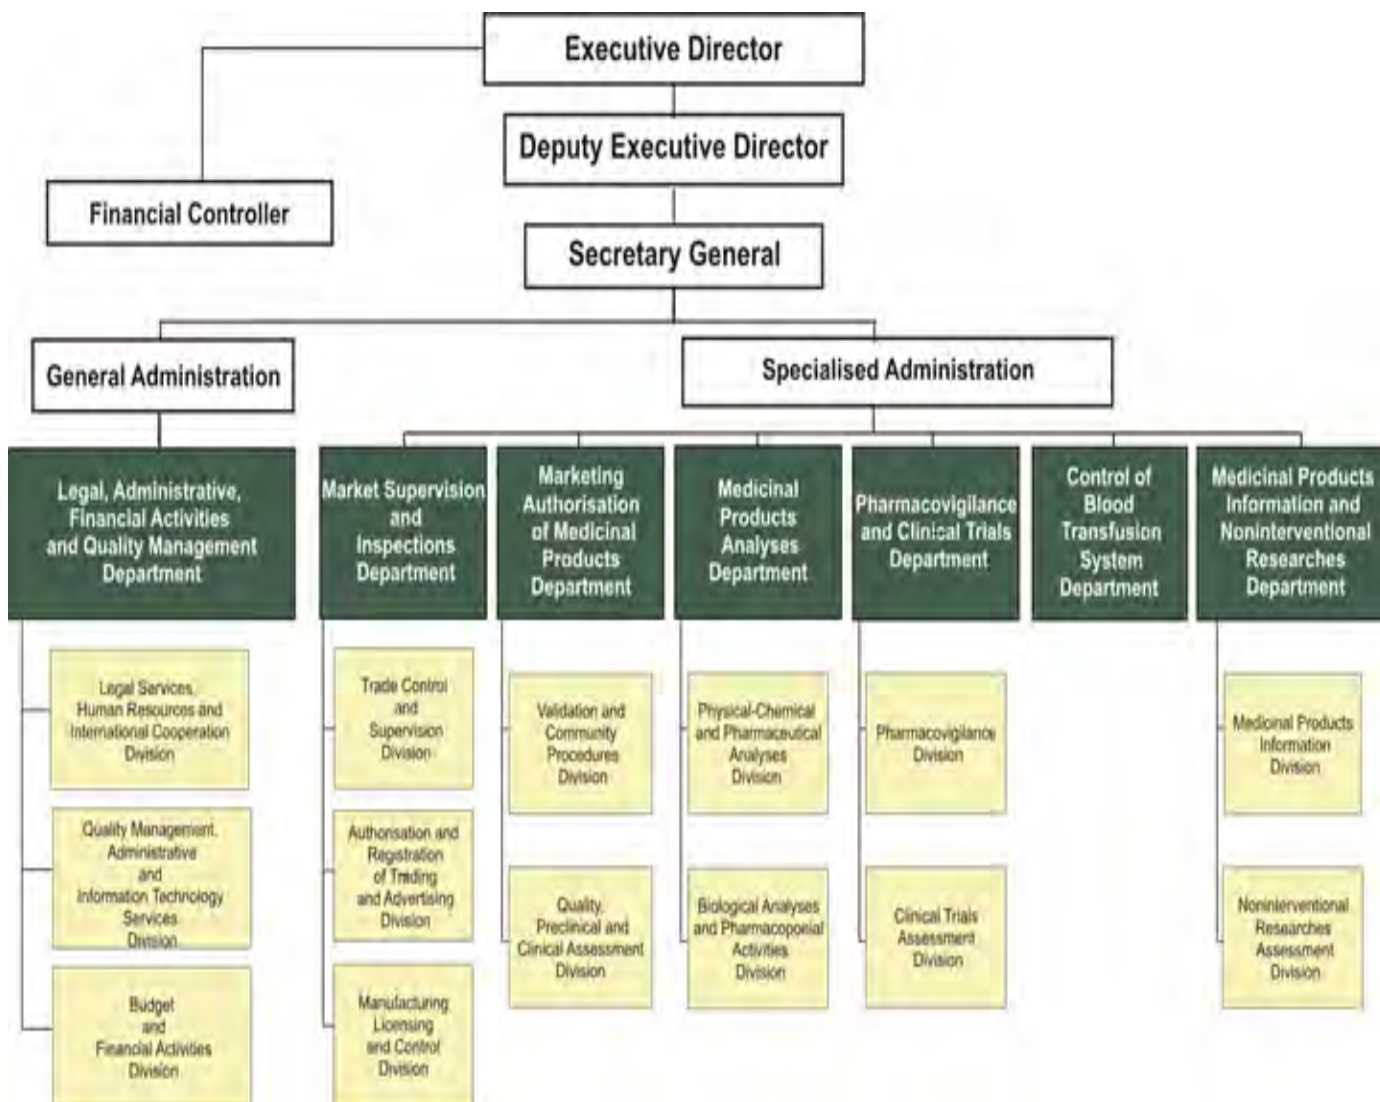 Executive Director
Deputy Executive Director
Financial Controller
Secretary General
General Administration
Specialised Administration
Legal, Administrative,
Financial Activities
and Quality Management
Department
Market Supervision
and
Inspections
Department
Marketing
Authorisation
of Medicinal
Products
Department
Medicinal
Products
Analyses
Department
Pharmacovigilance
and Clinical Trials
Department
Control of
Blood
Transfusion
System
Department
Medicinal Products
Information and
Noninterventional
Researches
Department
Legal Services,
Human Resources and
International Cooperation
Division
Quality Management,
Administrative
and
Information Technology
Services
Division
Budget
and
Financial Activities
Division
Trade Control
and
Supervision
Division
Authorisation and
Registration
of Trading
and Advertising
Division
Manufacturing
Licensing
and Control
Division
Validation and
Community
Procedures
Division
Quality,
Preclinical and
Clinical Assessment
Division
Physical-Chemical
and Pharmaceutical
Analyses
Division
Biological Analyses
and Pharmacopoeial
Activities
Division
Pharmacovigilance
Division
Clinical Trials
Assessment
Division
Medicinal Products
Information
Division
Noninterventional
Researches
Assessment
Division